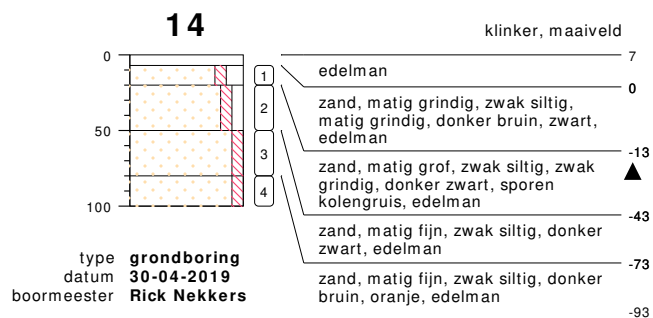 14
klinker, maaiveld
0
7
1
edelman
0
2
zand, matig grindig, zwak siltig,
matig grindig, donker bruin, zwart,
edelman
50
-13
3
zand, matig grof, zwak siltig, zwak
grindig, donker zwart, sporen
kolengruis, edelman
4
100
-43
zand, matig fijn, zwak siltig, donker
zwart, edelman
-73
zand, matig fijn, zwak siltig, donker
bruin, oranje, edelman
-93
type grondboring
datum 30-04-2019
boormeester Rick Nekkers